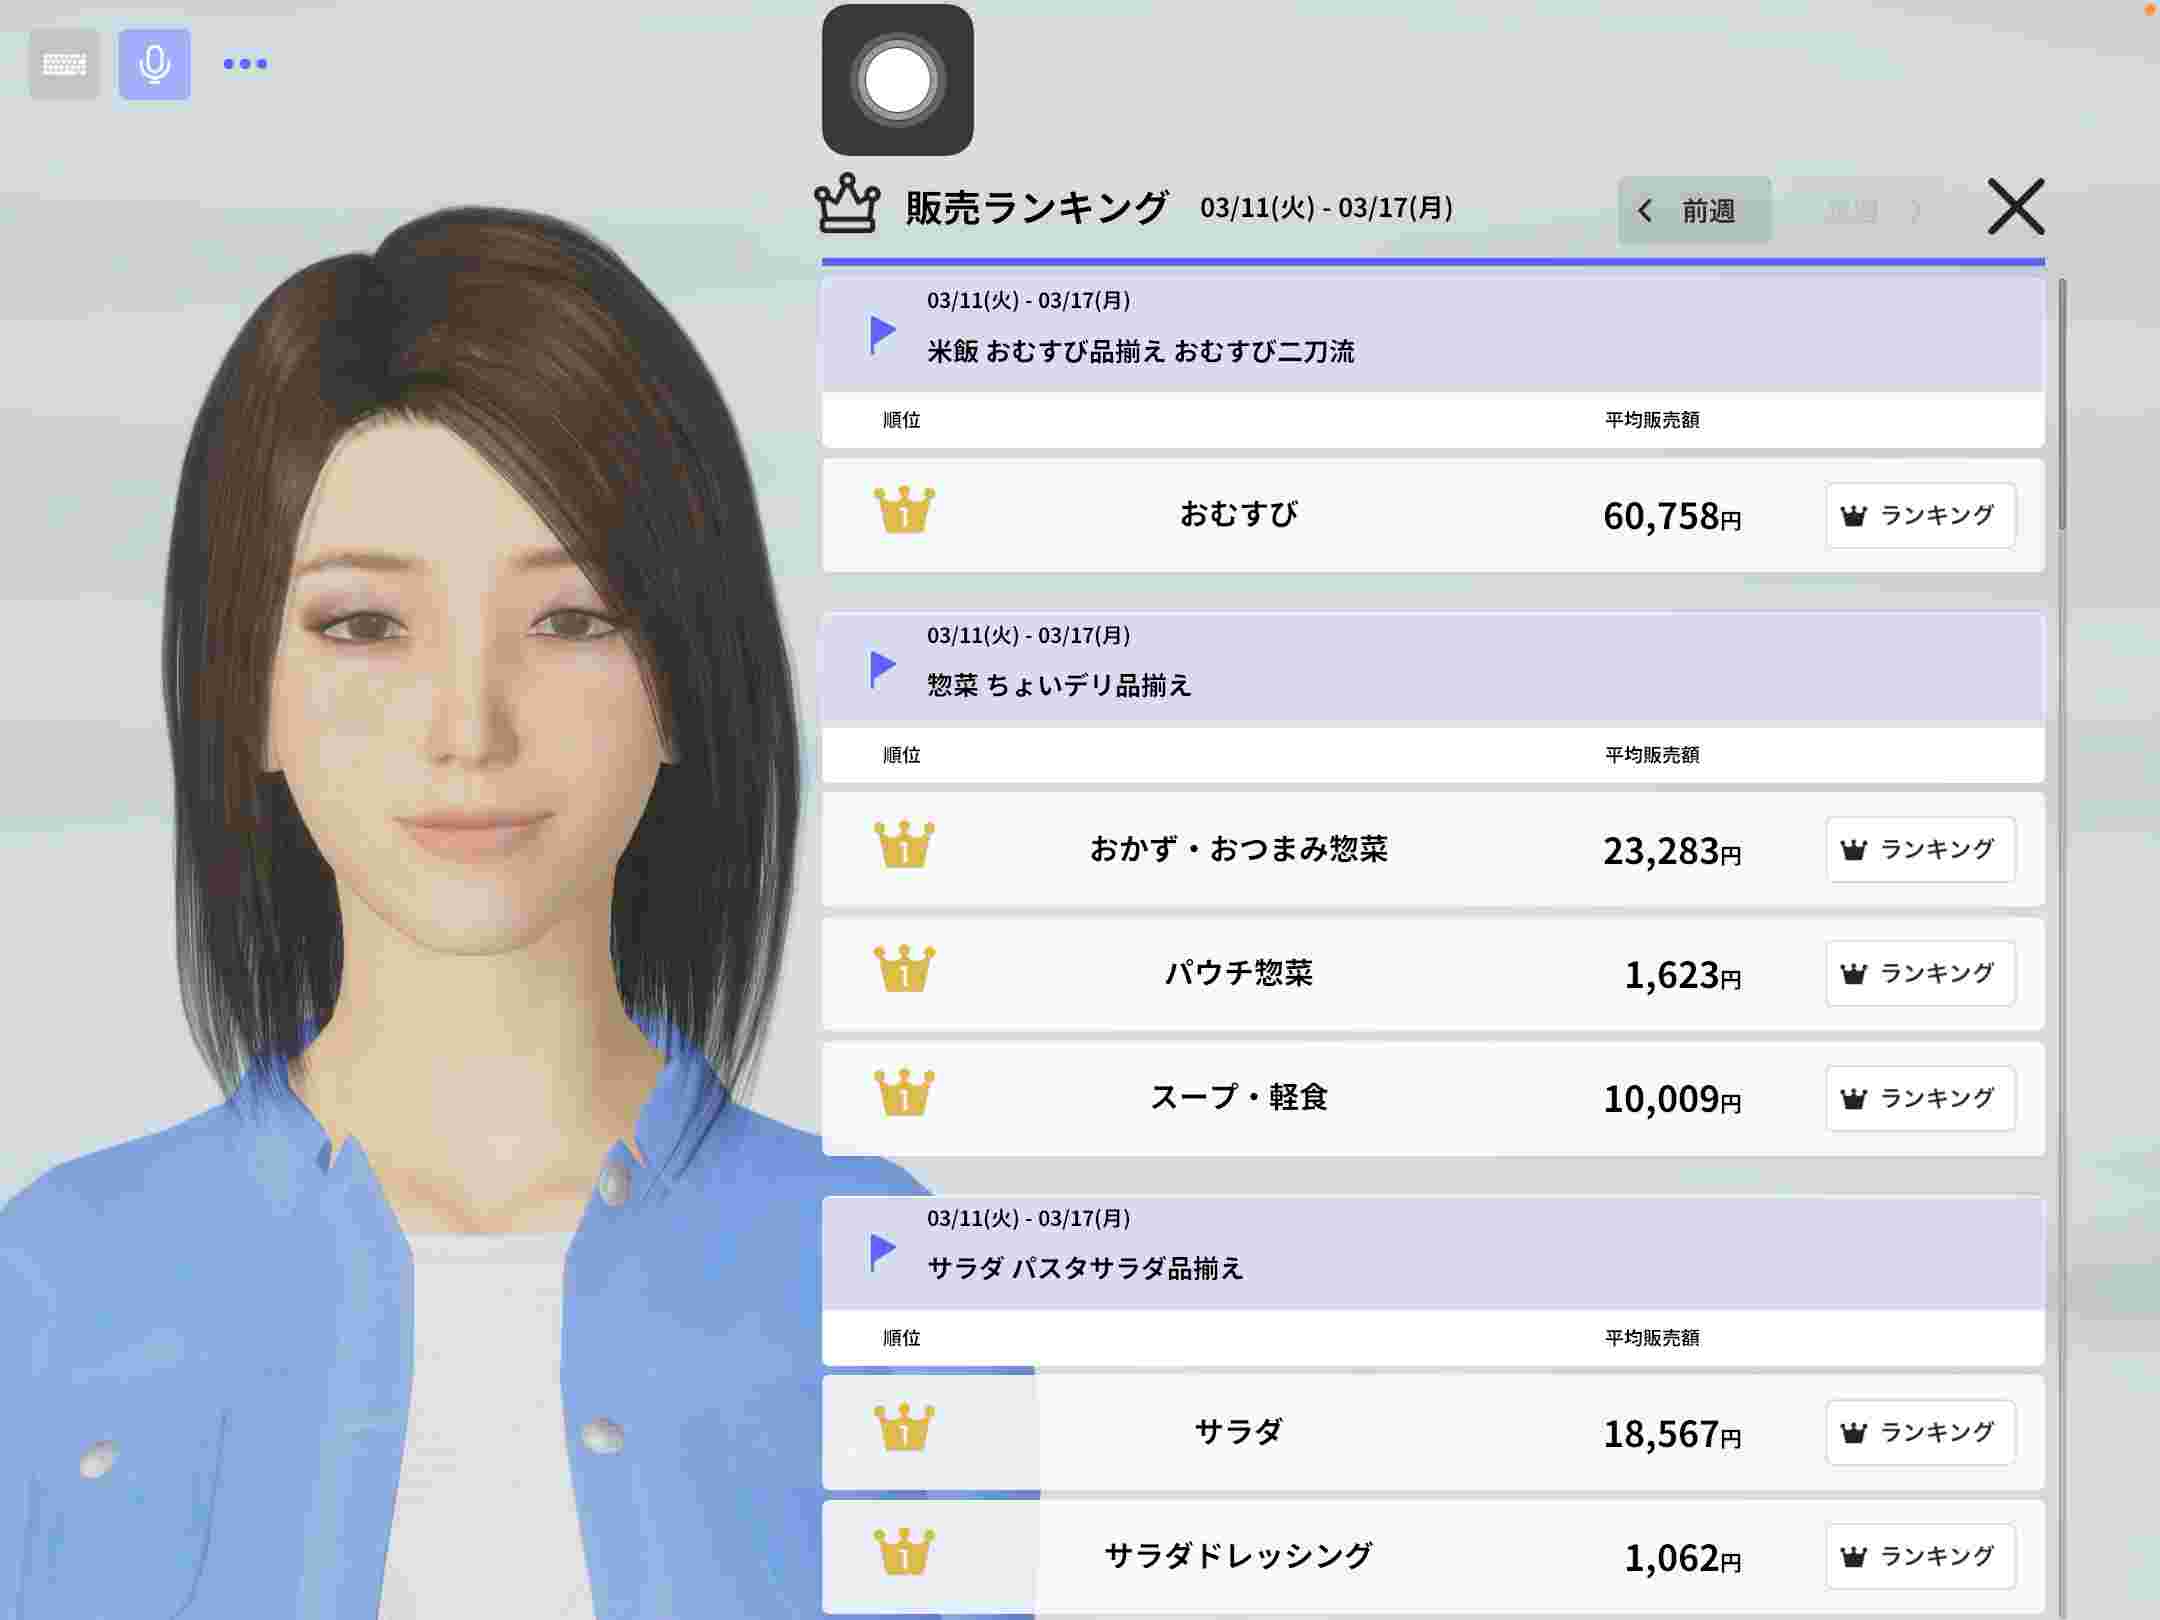 販売ランキング 03/11(火) - 03/17(月)
前週
次週
03/11(火) - 03/17(月)
米飯 おむすび品揃え おむすび二刀流
順位 平均販売額
1 おむすび 60,758円 ランキング
03/11(火) - 03/17(月)
惣菜 ちょいデリ品揃え
順位 平均販売額
1 おかず・おつまみ惣菜 23,283円 ランキング
1 パウチ惣菜 1,623円 ランキング
1 スープ・軽食 10,009円 ランキング
03/11(火) - 03/17(月)
サラダ パスタサラダ品揃え
順位 平均販売額
1 サラダ 18,567円 ランキング
1 サラダドレッシング 1,062円 ランキング